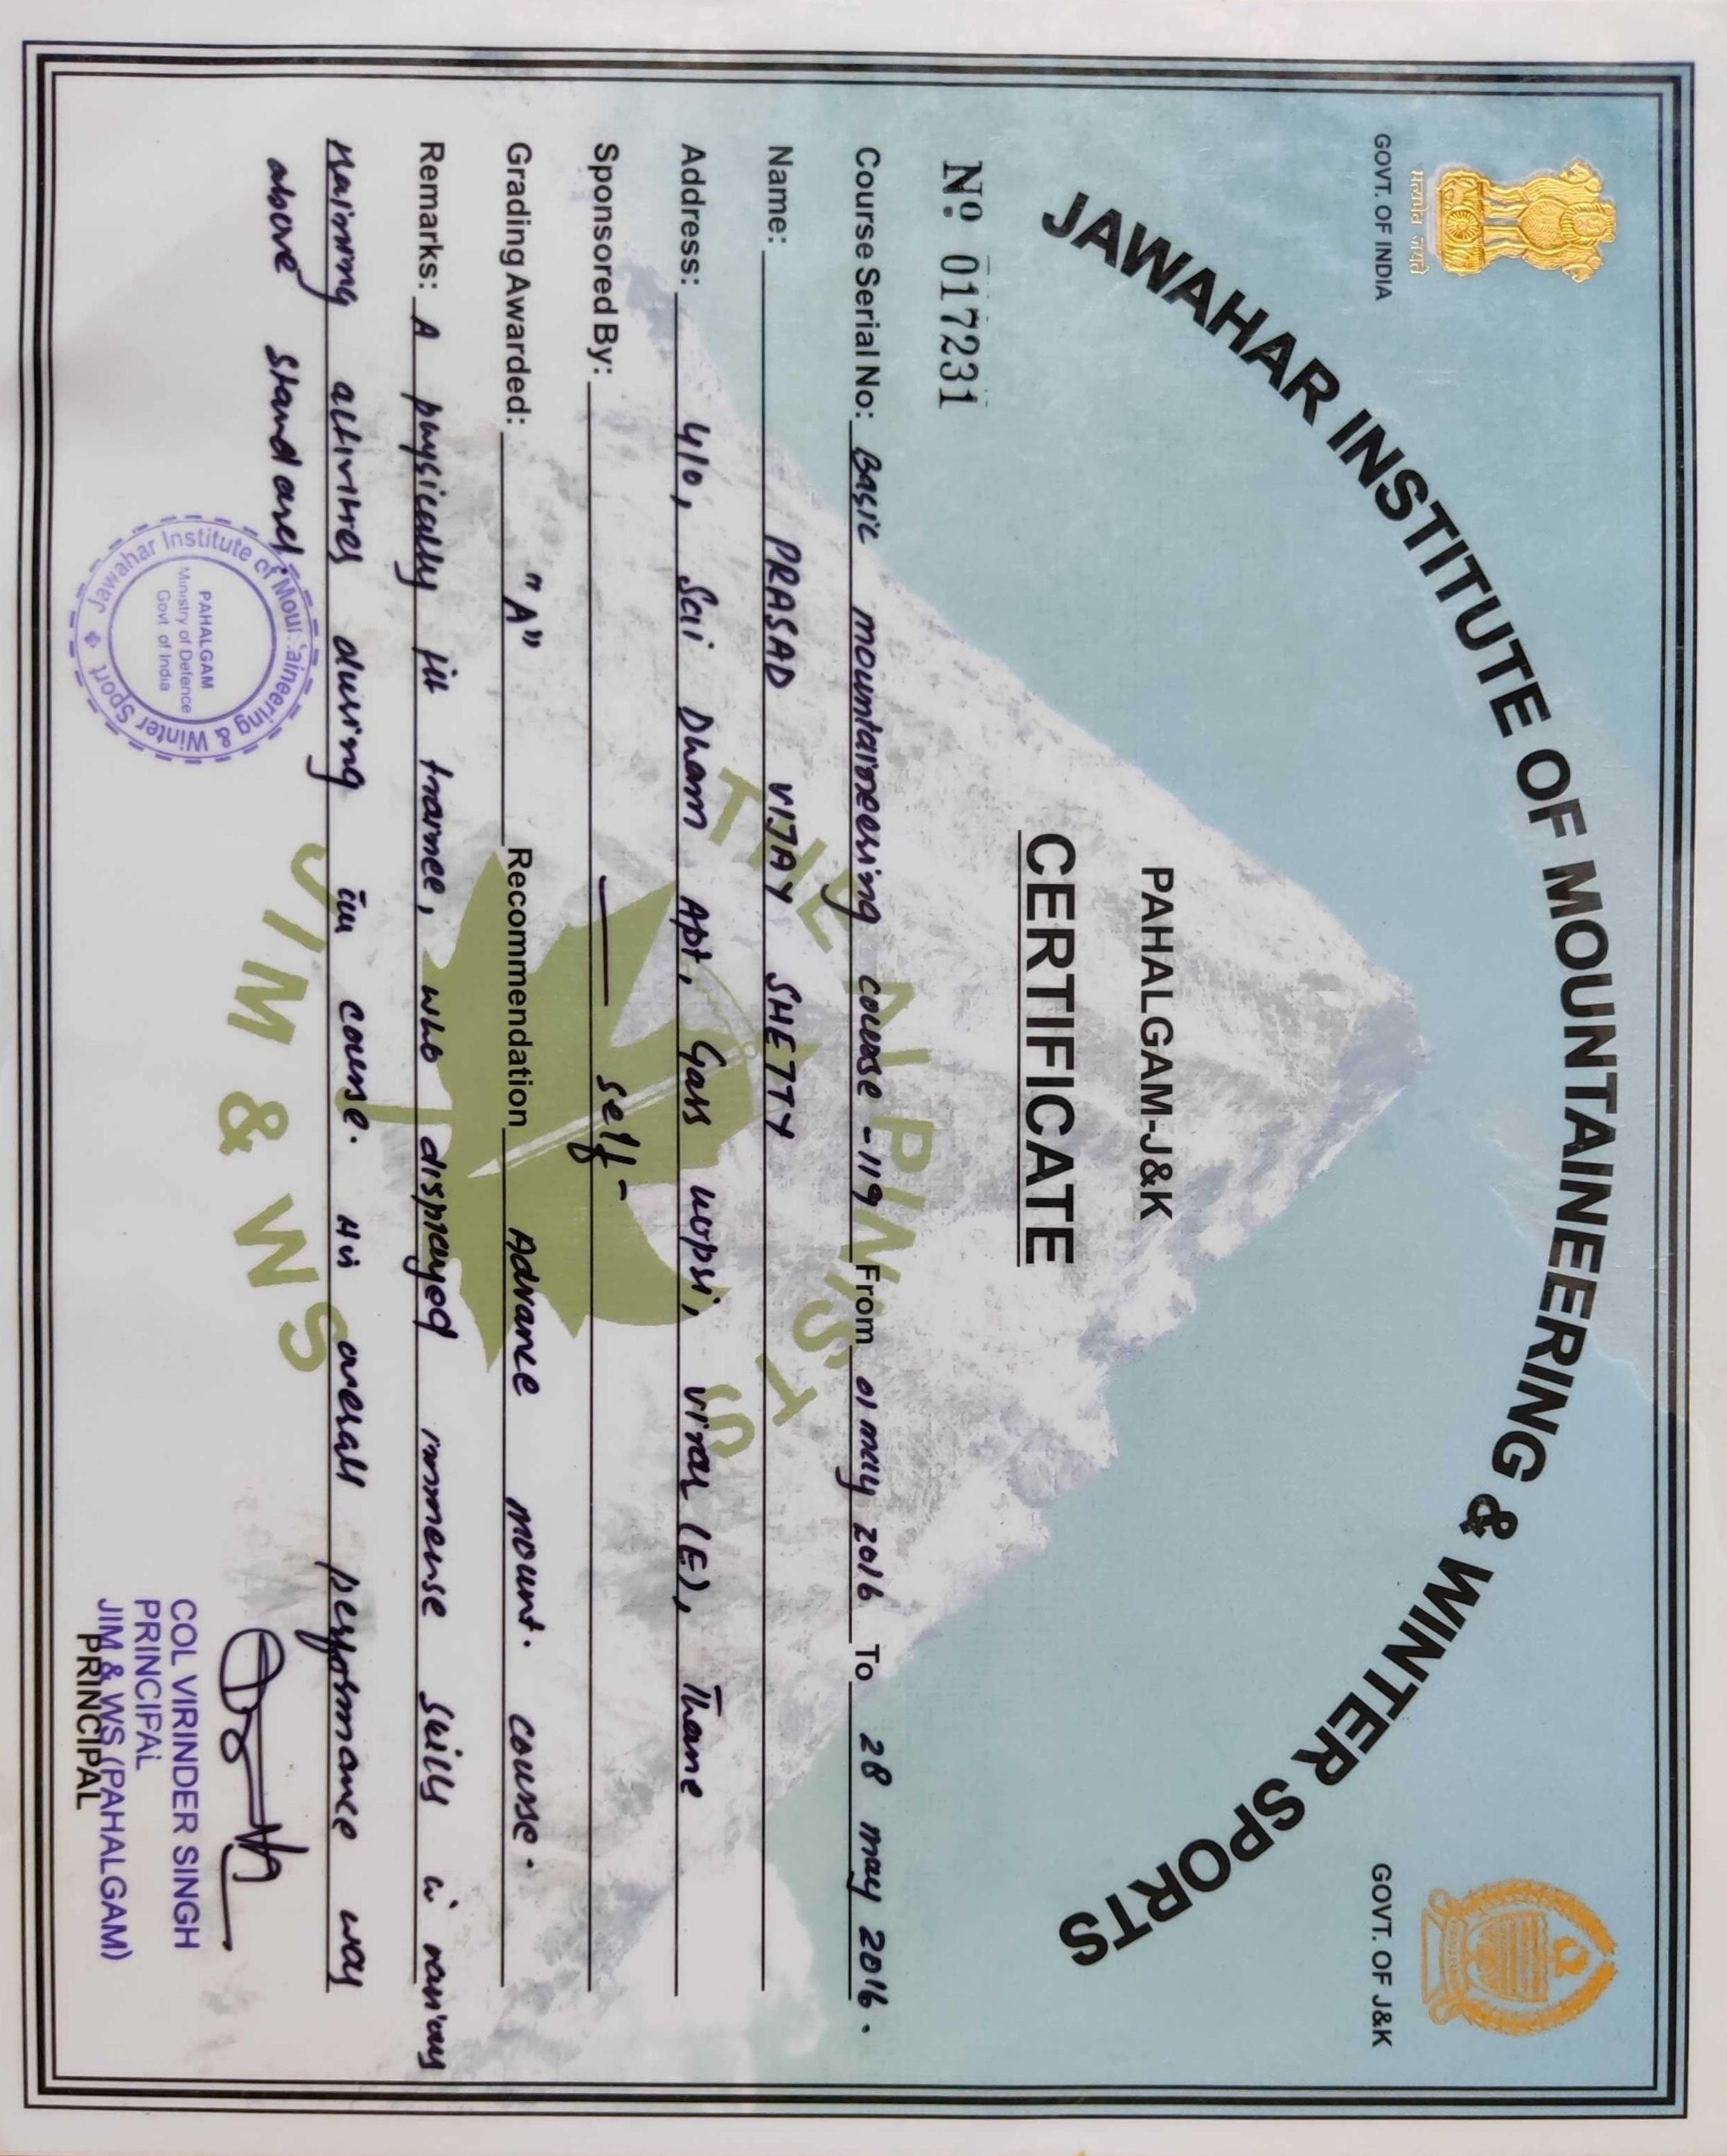 JAWAHAR INSTITUTE OF MOUNTAINEERING & WINTER SPORTS
सत्यमेव जयते
GOVT. OF INDIA
GOVT. OF J&K
PAHALGAM-J&K
CERTIFICATE
Nº 017231
THE ALPINISTS
Course Serial No: Basic mountaineering course -119 From 01 may 2016 To 28 may 2016.
Name: PRASAD VIJAY SHETTY
Address: 410, Sai Dham Apt, Gass kopri, virar (E), Thane
Sponsored By: — self -
Grading Awarded: "A" Recommendation Advance mount. course.
Remarks: A physically fit trainee, who displayed immense skills in various
training activities during the course. His overall performance was
above standard.
JIM & WS
Jawahar Institute of Mountaineering & Winter Sport
PAHALGAM
Ministry of Defence
Govt of India
COL VIRINDER SINGH
PRINCIPAL
JIM & WS (PAHALGAM)
PRINCIPAL